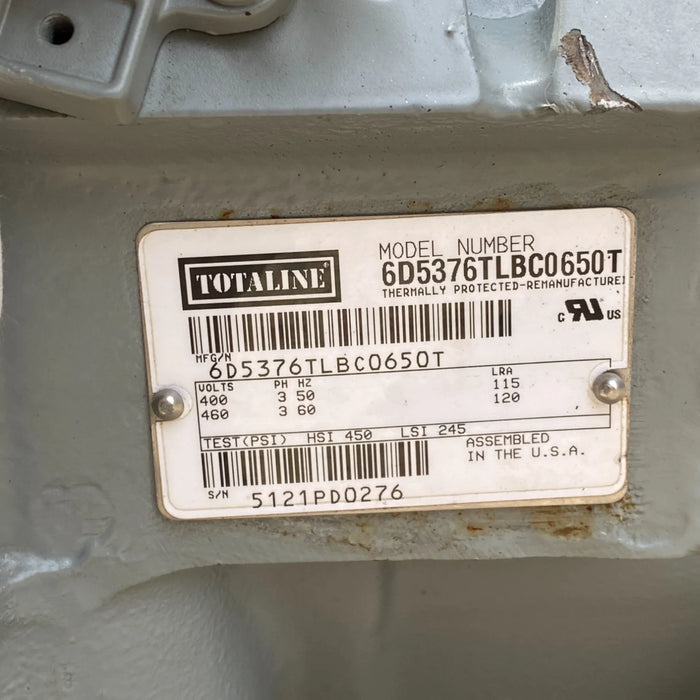 TOTALINE
MODEL NUMBER
6D5376TLBC0650T
THERMALLY PROTECTED-REMANUFACTURE
C US
MFG/N
6D5376TLBC0650T
VOLTS PH HZ LRA
400 3 50 115
460 3 60 120
TEST(PSI) HSI 450 LSI 245
ASSEMBLED
IN THE U.S.A.
S/N
5121PD0276